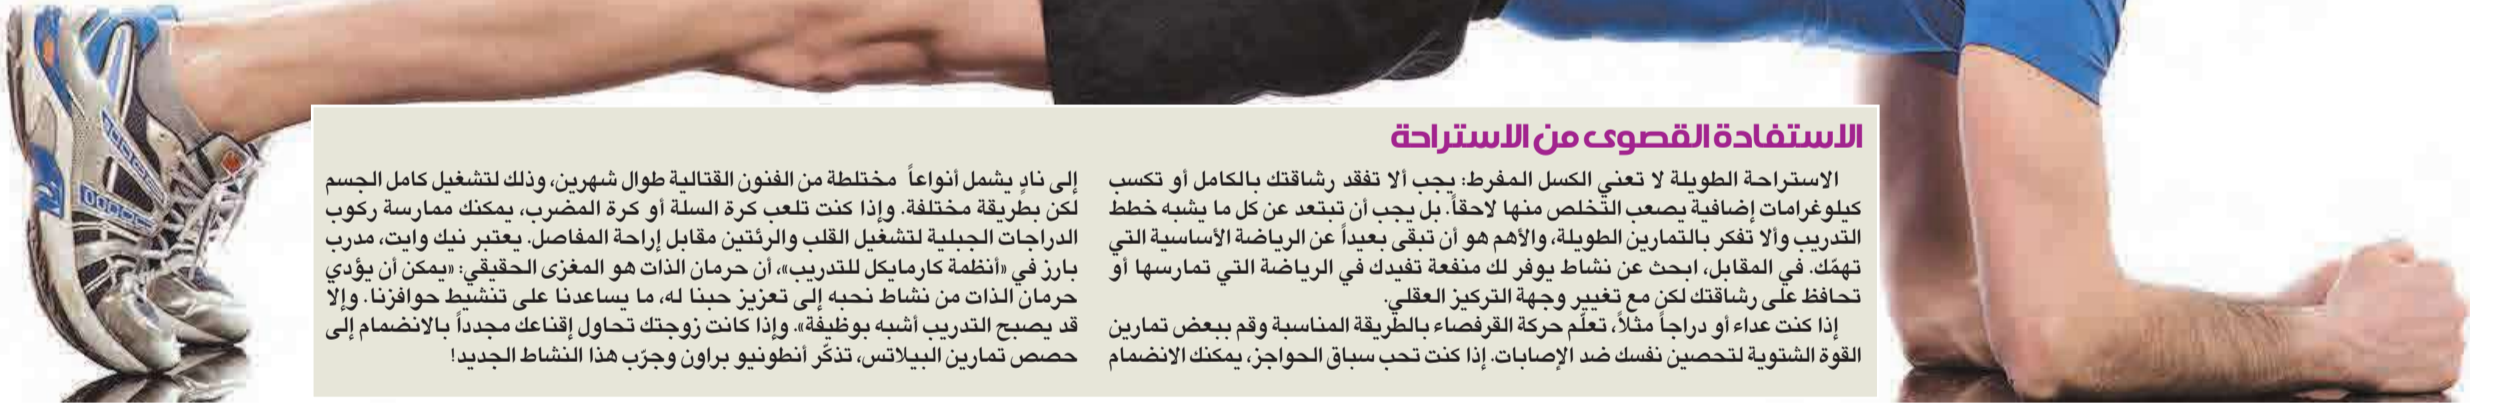 الاستفادة القصوى من الاستراحة
الاستراحة الطويلة لا تعني الكسل المفرط: يجب ألا تفقد رشاقتك بالكامل أو تكسب
كيلوغرامات إضافية يصعب التخلص منها لاحقاً. بل يجب أن تبتعد عن كل ما يشبه خطط
التدريب وألا تفكر بالتمارين الطويلة، والأهم هو أن تبقى بعيداً عن الرياضة الأساسية التي
تهمّك. في المقابل، ابحث عن نشاط يوفر لك منفعة تفيدك في الرياضة التي تمارسها أو
تحافظ على رشاقتك لكن مع تغيير وجهة التركيز العقلي.
إذا كنت عداء أو دراجاً مثلاً، تعلّم حركة القرفصاء بالطريقة المناسبة وقم ببعض تمارين
القوة الشتوية لتحصين نفسك ضد الإصابات. إذا كنت تحب سباق الحواجز، يمكنك الانضمام
إلى نادٍ يشمل أنواعاً مختلطة من الفنون القتالية طوال شهرين، وذلك لتشغيل كامل الجسم
لكن بطريقة مختلفة. وإذا كنت تلعب كرة السلة أو كرة المضرب، يمكنك ممارسة ركوب
الدراجات الجبلية لتشغيل القلب والرئتين مقابل إراحة المفاصل. يعتبر نيك وايت، مدرب
بارز في «أنظمة كارمايكل للتدريب»، أن حرمان الذات هو المغزى الحقيقي: «يمكن أن يؤدي
حرمان الذات من نشاط نحبه إلى تعزيز حبنا له، ما يساعدنا على تنشيط حوافزنا. وإلا
قد يصبح التدريب أشبه بوظيفة». وإذا كانت زوجتك تحاول إقناعك مجدداً بالانضمام إلى
حصص تمارين البيلاتس، تذكّر أنطونيو براون وجرّب هذا النشاط الجديد!